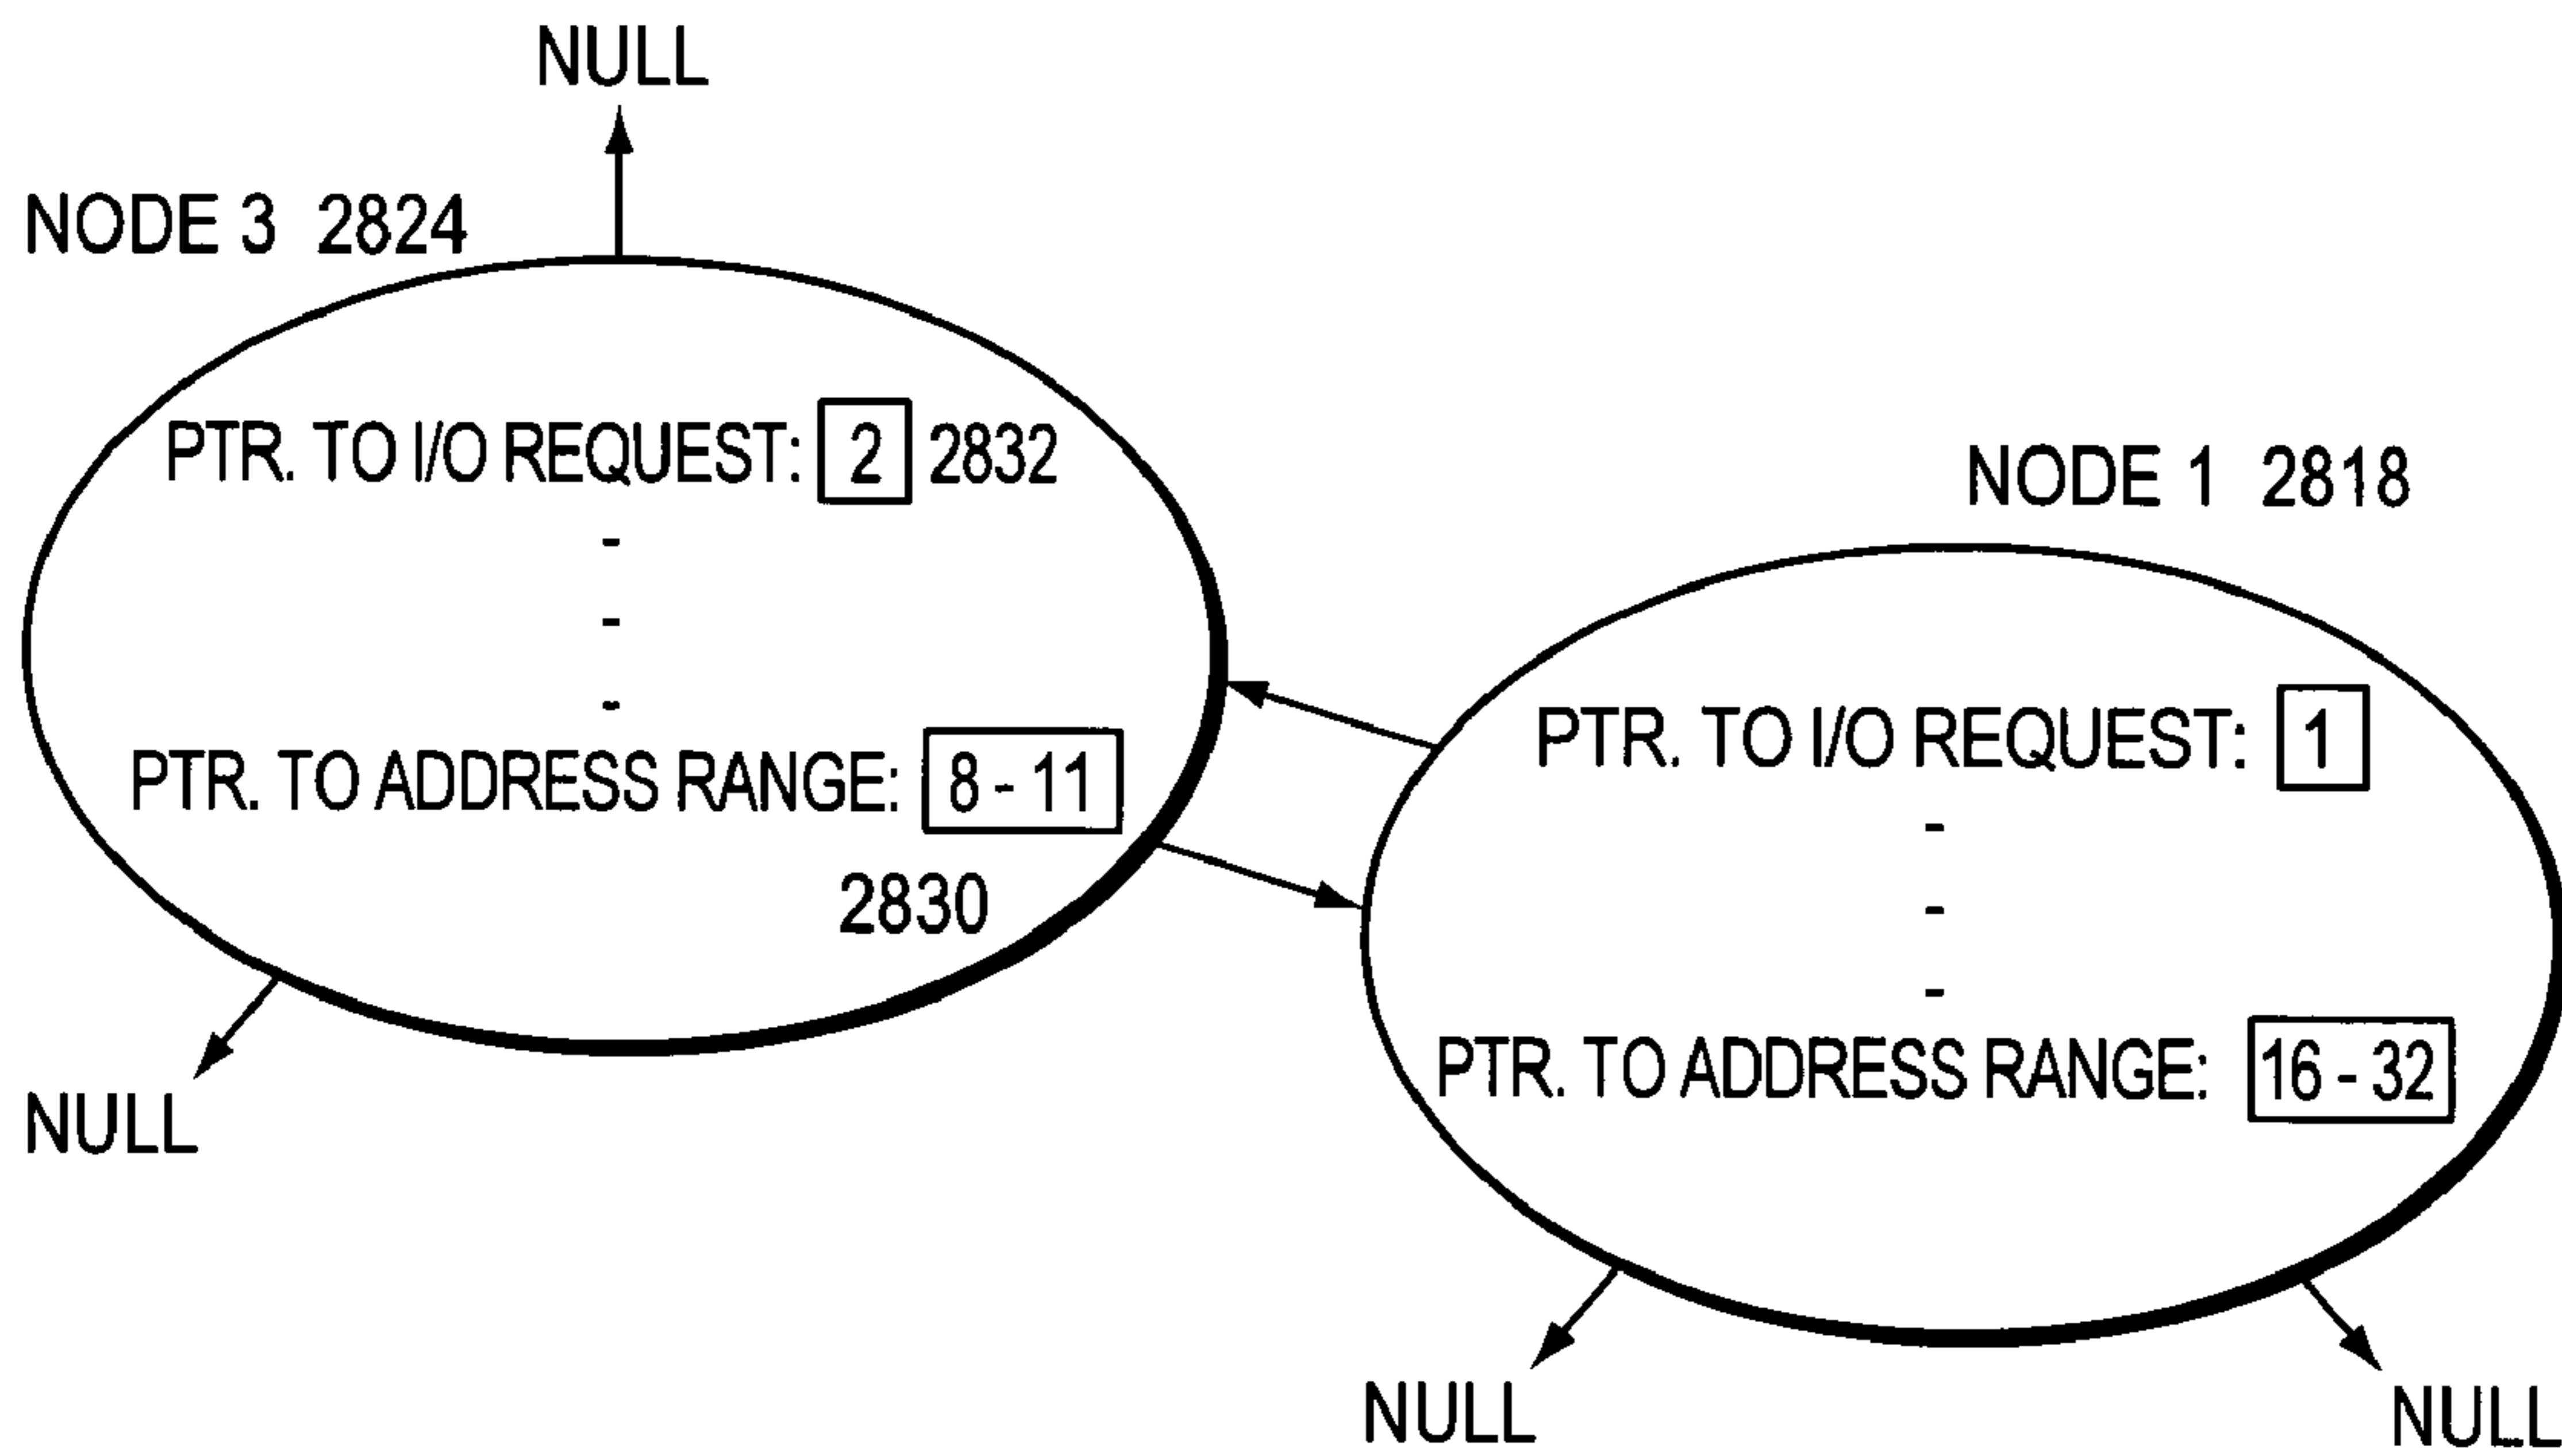 NULL
NODE 3 2824
PTR. TO I/O REQUEST: 2 2832
-
-
-
PTR. TO ADDRESS RANGE: 8 - 11
2830
NULL
NODE 1 2818
PTR. TO I/O REQUEST: 1
-
-
-
PTR. TO ADDRESS RANGE: 16 - 32
NULL
NULL